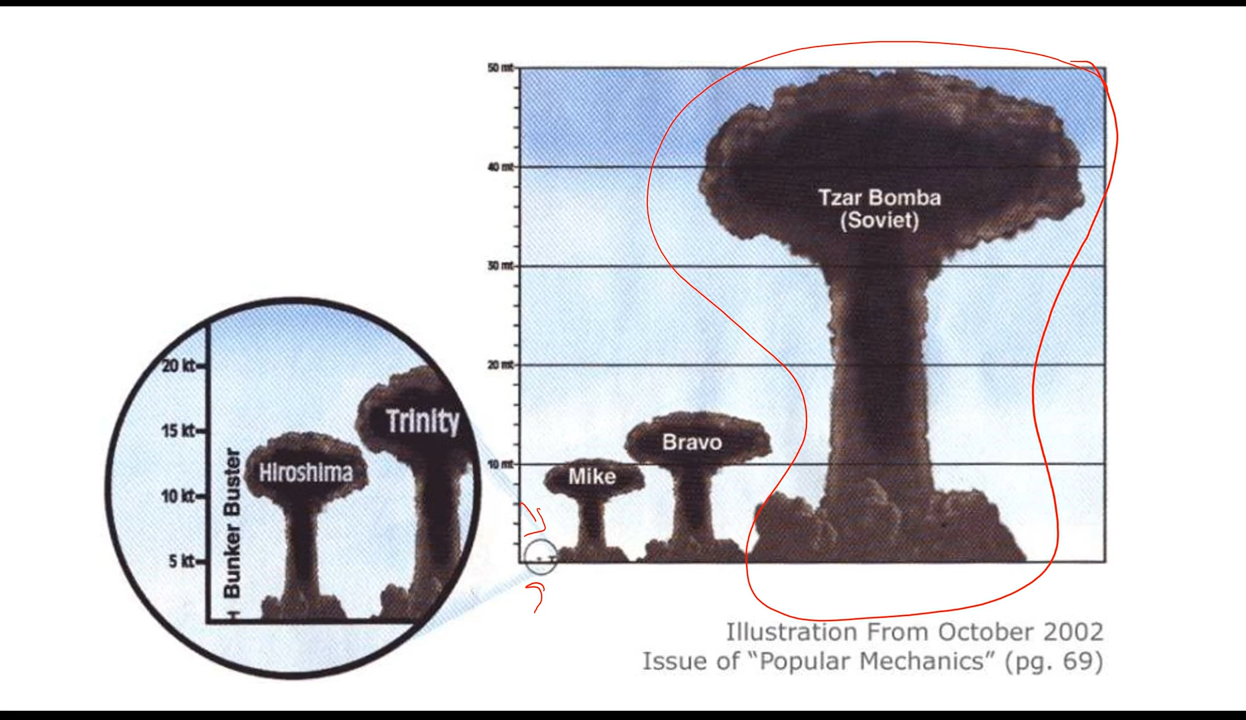 50 mt
40 mt
30 mt
20 mt
10 mt
Tzar Bomba
(Soviet)
Bravo
Mike
20 kt
15 kt
10 kt
5 kt
Bunker Buster
Hiroshima
Trinity
Illustration From October 2002
Issue of "Popular Mechanics" (pg. 69)